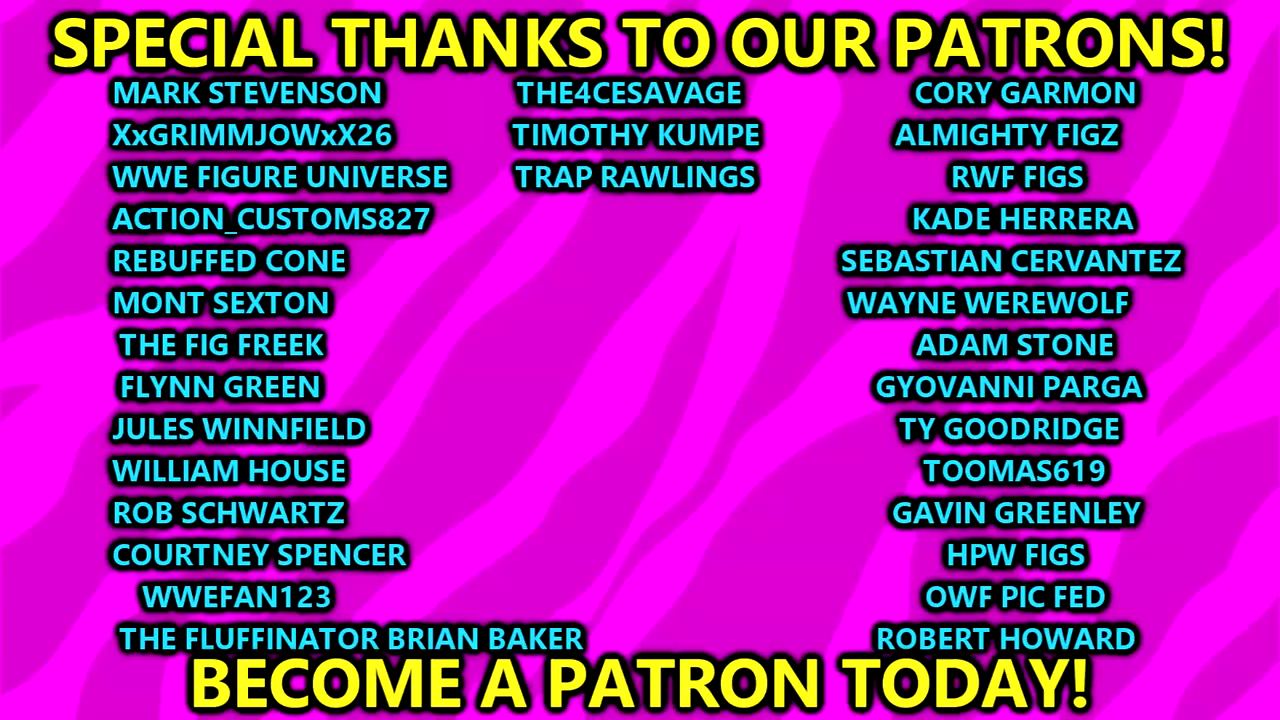 SPECIAL THANKS TO OUR PATRONS!
MARK STEVENSON
XxGRIMMJOWxX26
WWE FIGURE UNIVERSE
ACTION_CUSTOMS827
REBUFFED CONE
MONT SEXTON
THE FIG FREEK
FLYNN GREEN
JULES WINNFIELD
WILLIAM HOUSE
ROB SCHWARTZ
COURTNEY SPENCER
WWEFAN123
THE FLUFFINATOR BRIAN BAKER
THE4CESAVAGE
TIMOTHY KUMPE
TRAP RAWLINGS
CORY GARMON
ALMIGHTY FIGZ
RWF FIGS
KADE HERRERA
SEBASTIAN CERVANTEZ
WAYNE WEREWOLF
ADAM STONE
GYOVANNI PARGA
TY GOODRIDGE
TOOMAS619
GAVIN GREENLEY
HPW FIGS
OWF PIC FED
ROBERT HOWARD
BECOME A PATRON TODAY!